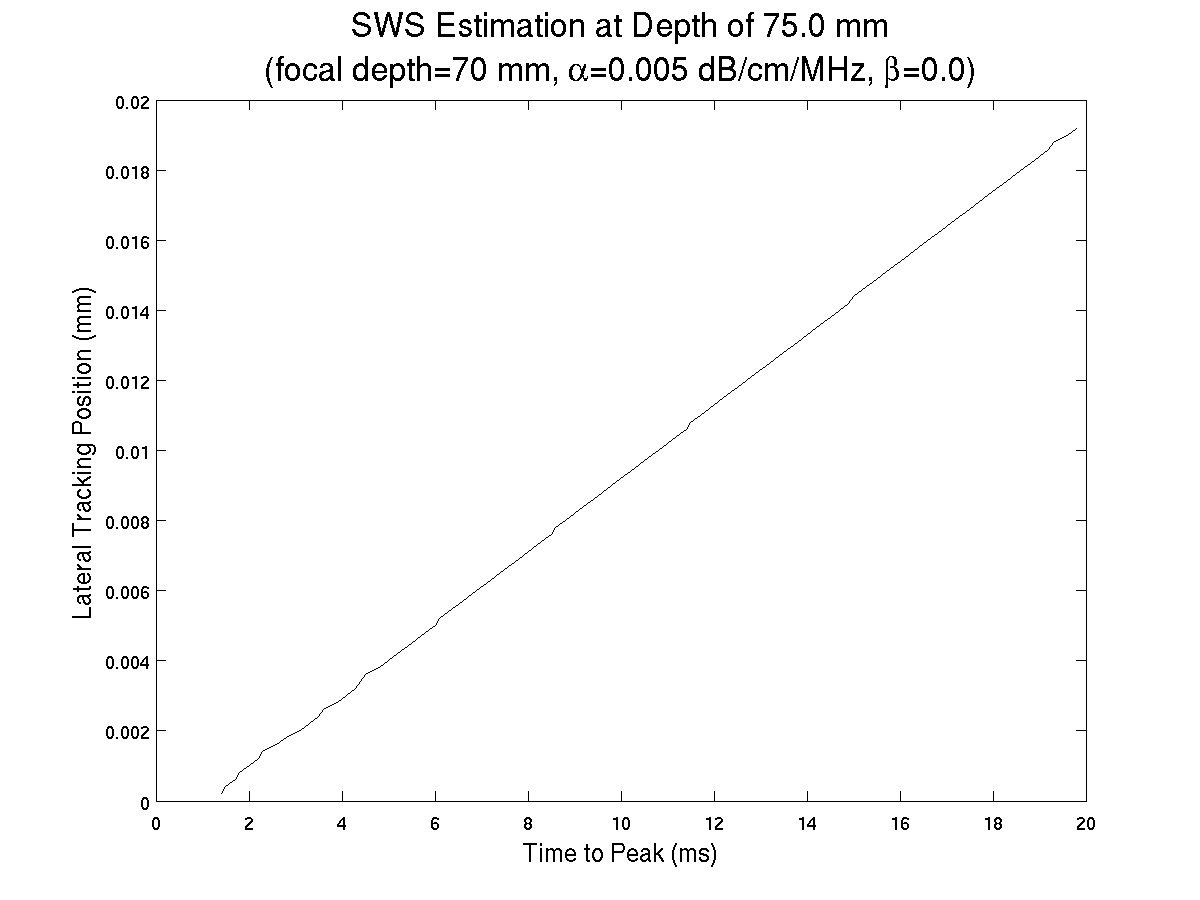 SWS Estimation at Depth of 75.0 mm
(focal depth=70 mm, α=0.005 dB/cm/MHz, β=0.0)
0.02
0.018
0.016
0.014
0.012
0.01
0.008
0.006
0.004
0.002
0
Lateral Tracking Position (mm)
0 2 4 6 8 10 12 14 16 18 20
Time to Peak (ms)